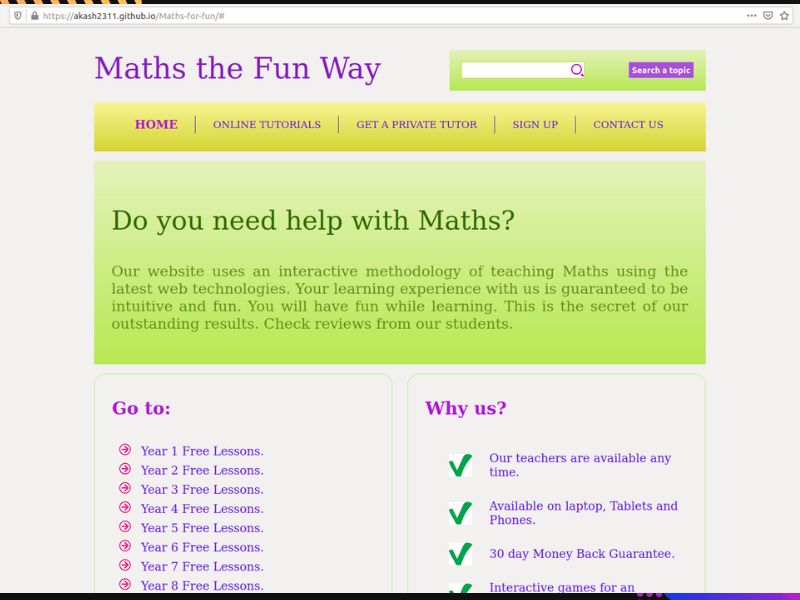 https://akash2311.github.io/Maths-for-fun/#
Maths the Fun Way
Search a topic
HOME
ONLINE TUTORIALS
GET A PRIVATE TUTOR
SIGN UP
CONTACT US
Do you need help with Maths?
Our website uses an interactive methodology of teaching Maths using the
latest web technologies. Your learning experience with us is guaranteed to be
intuitive and fun. You will have fun while learning. This is the secret of our
outstanding results. Check reviews from our students.
Go to:
Year 1 Free Lessons.
Year 2 Free Lessons.
Year 3 Free Lessons.
Year 4 Free Lessons.
Year 5 Free Lessons.
Year 6 Free Lessons.
Year 7 Free Lessons.
Year 8 Free Lessons.
Why us?
Our teachers are available any
time.
Available on laptop, Tablets and
Phones.
30 day Money Back Guarantee.
Interactive games for an